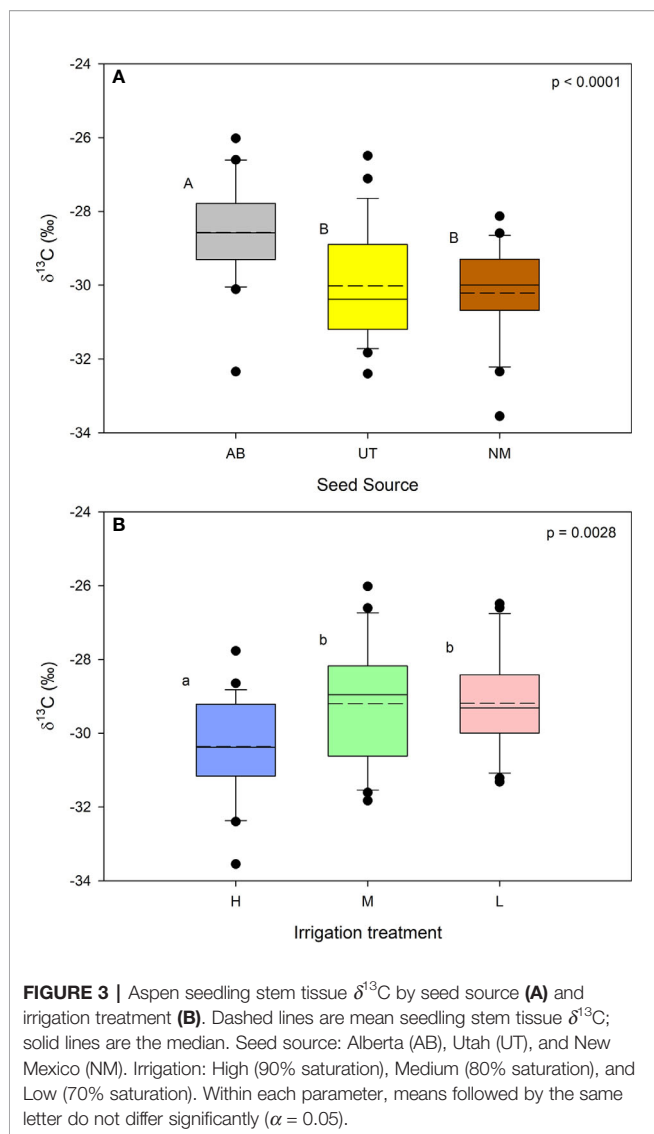 -24
A
p < 0.0001
-26
A
-28
B
B
δ13C (‰)
-30
-32
-34
AB
UT
NM
Seed Source
-24
B
p = 0.0028
-26
b
b
-28
a
δ13C (‰)
-30
-32
-34
H
M
L
Irrigation treatment
FIGURE 3 | Aspen seedling stem tissue δ13C by seed source (A) and
irrigation treatment (B). Dashed lines are mean seedling stem tissue δ13C;
solid lines are the median. Seed source: Alberta (AB), Utah (UT), and New
Mexico (NM). Irrigation: High (90% saturation), Medium (80% saturation), and
Low (70% saturation). Within each parameter, means followed by the same
letter do not differ significantly (α = 0.05).